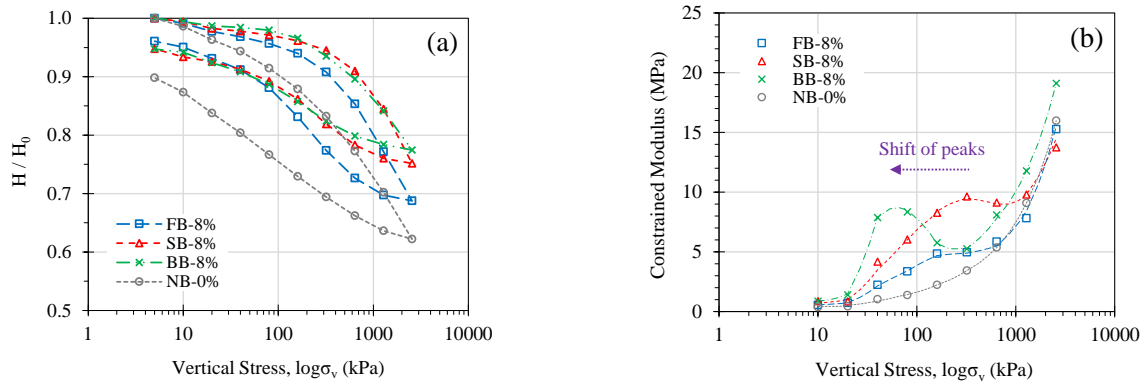 1.0
0.9
0.8
0.7
0.6
0.5
H / H0
(a)
FB-8%
SB-8%
BB-8%
NB-0%
1 10 100 1000 10000
Vertical Stress, logσv (kPa)
25
20
15
10
5
0
Constrained Modulus (MPa)
(b)
FB-8%
SB-8%
BB-8%
NB-0%
Shift of peaks
1 10 100 1000 10000
Vertical Stress, logσv (kPa)